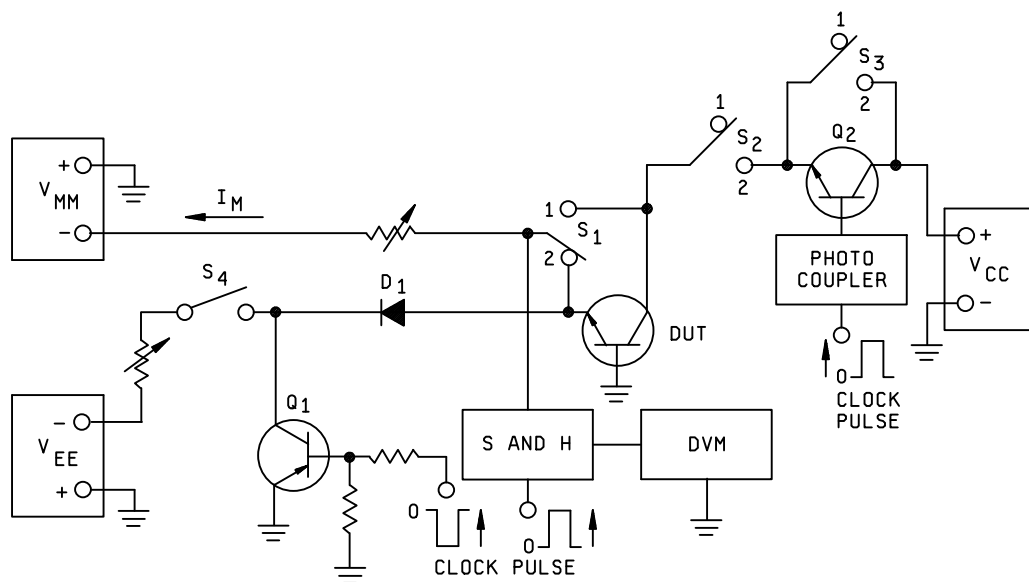 1
S3
2
Q2
1
S2
2
+
VMM
−
IM
1
S1
2
PHOTO
COUPLER
+
VCC
−
S4
D1
DUT
0
CLOCK
PULSE
−
VEE
+
Q1
S AND H
DVM
0
0
CLOCK PULSE